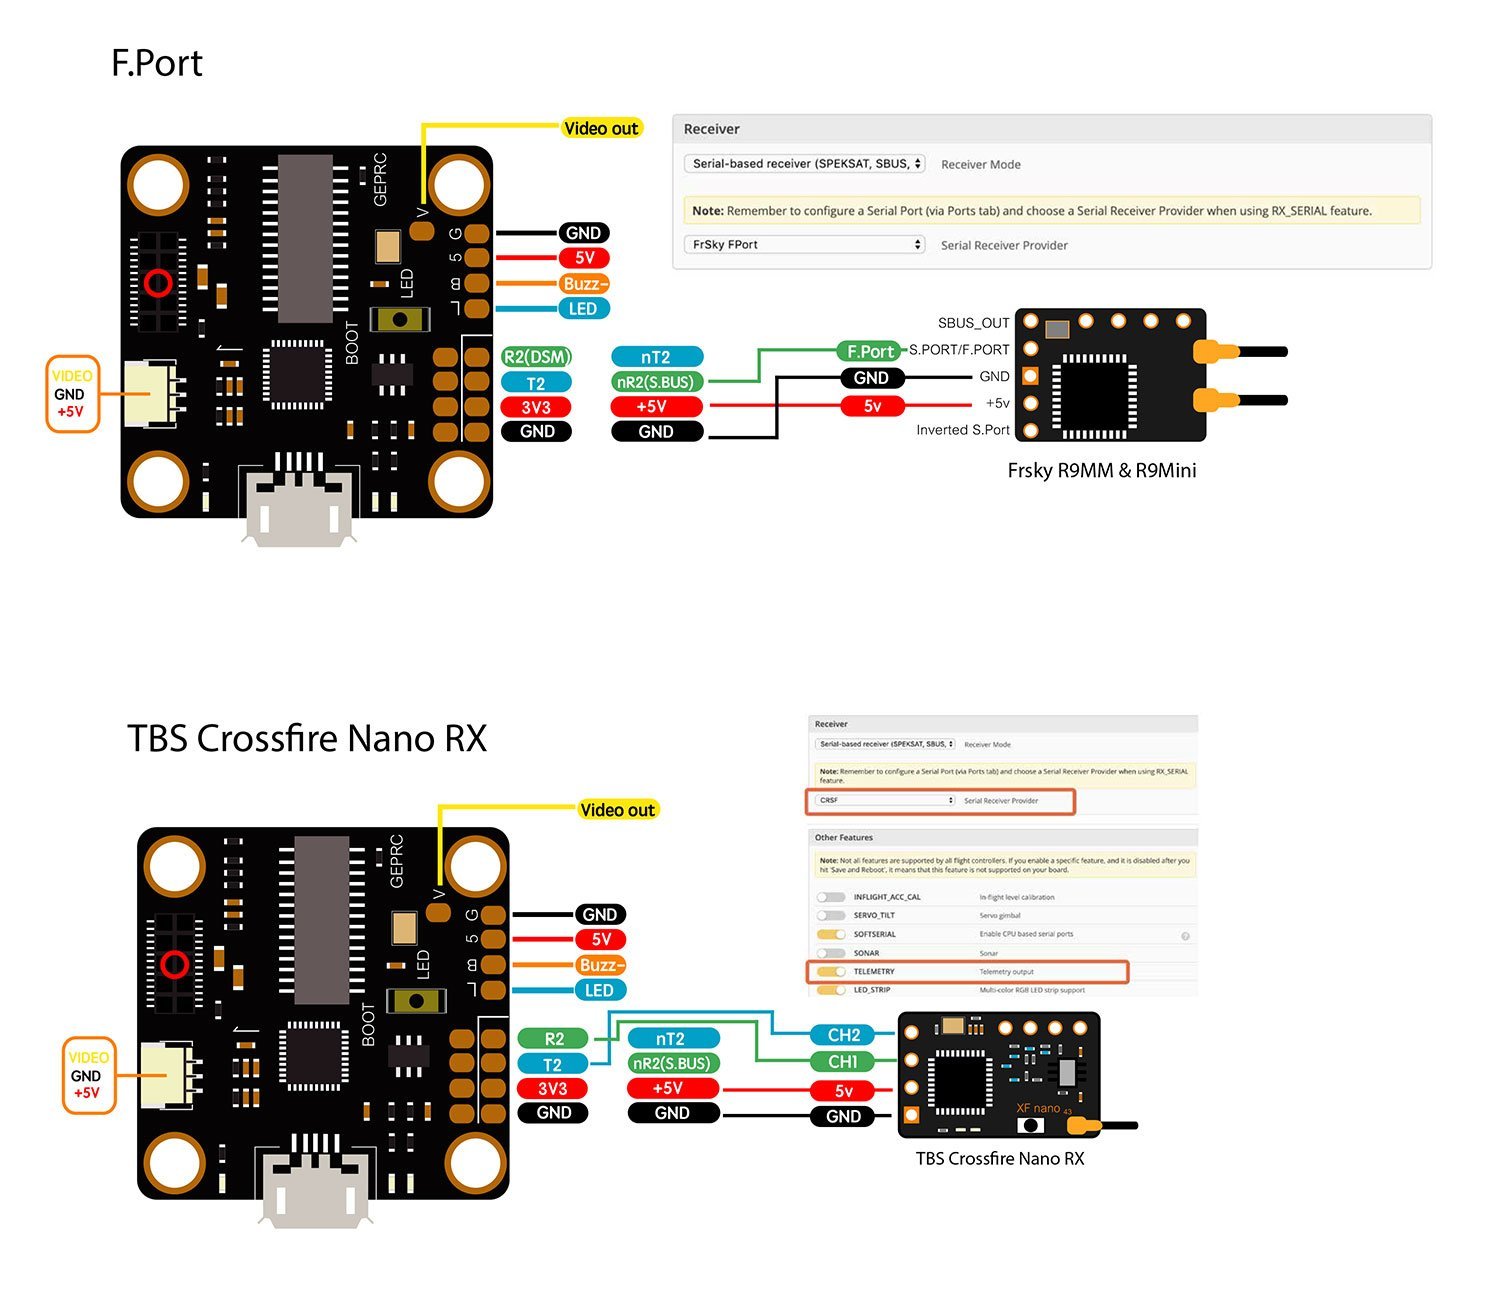 F.Port
Video out
GEPRC
V
G
5
B
L
LED
BOOT
GND
5V
Buzz-
LED
VIDEO
GND
+5V
R2(DSM)
T2
3V3
GND
nT2
nR2(S.BUS)
+5V
GND
Receiver
Serial-based receiver (SPEKSAT, SBUS, Receiver Mode
Note: Remember to configure a Serial Port (via Ports tab) and choose a Serial Receiver Provider when using RX_SERIAL feature.
FrSky FPort Serial Receiver Provider
F.Port
GND
5v
SBUS_OUT
S.PORT/F.PORT
GND
+5v
Inverted S.Port
Frsky R9MM & R9Mini
TBS Crossfire Nano RX
Video out
GEPRC
V
G
5
B
L
LED
BOOT
GND
5V
Buzz-
LED
VIDEO
GND
+5V
R2
T2
3V3
GND
nT2
nR2(S.BUS)
+5V
GND
Receiver
Serial-based receiver (SPEKSAT, SBUS, Receiver Mode
Note: Remember to configure a Serial Port (via Ports tab) and choose a Serial Receiver Provider when using RX_SERIAL
feature.
CRSF Serial Receiver Provider
Other Features
Note: Not all features are supported by all flight controllers. If you enable a specific feature, and it is disabled after you
hit 'Save and Reboot', it means that this feature is not supported on your board.
INFLIGHT_ACC_CAL In-flight level calibration
SERVO_TILT Servo gimbal
SOFTSERIAL Enable CPU based serial ports ?
SONAR Sonar
TELEMETRY Telemetry output
LED_STRIP Multi-color RGB LED strip support
CH2
CH1
5v
GND
XF nano 43
TBS Crossfire Nano RX